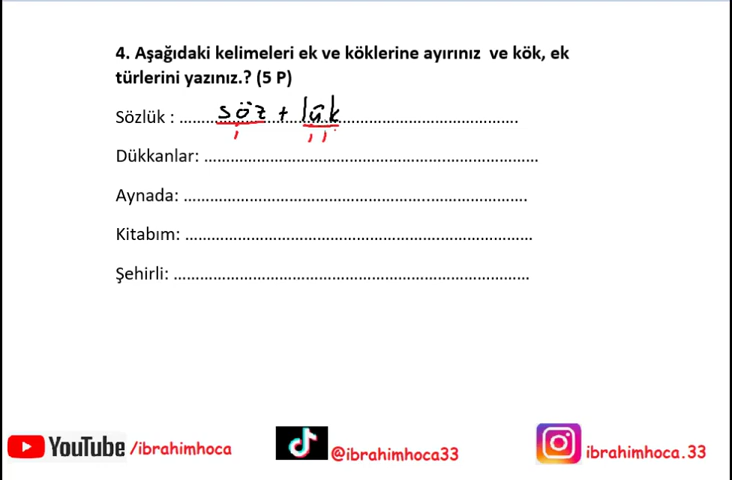 4. Aşağıdaki kelimeleri ek ve köklerine ayırınız ve kök, ek
türlerini yazınız.? (5 P)
Sözlük : ........söz + lük........................................
Dükkanlar: ............................................................................
Aynada: ..............................................................................
Kitabım: ...............................................................................
Şehirli: .................................................................................
YouTube /ibrahimhoca @ibrahimhoca33 ibrahimhoca.33